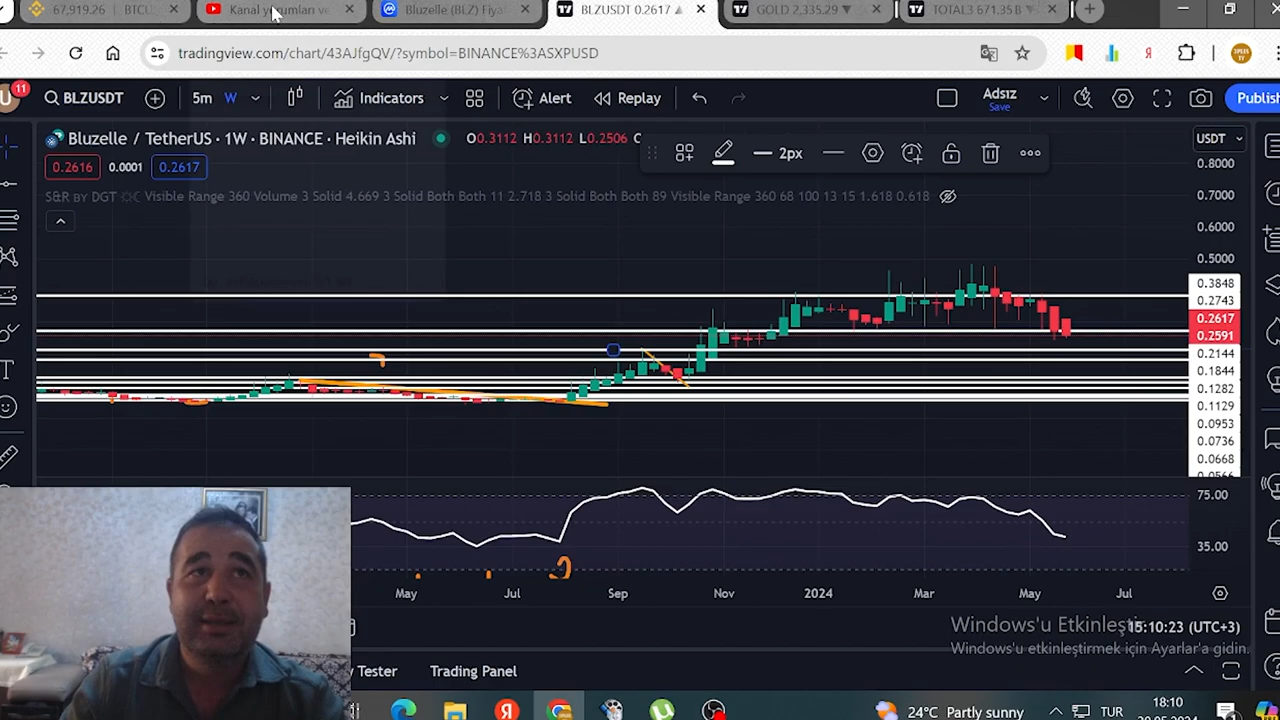 67,919.26 | BTCU
Kanal yorumları ve
Bluzelle (BLZ) Fiya
BLZUSDT 0.2617 ▲
GOLD 2,335.29 ▼
TOTAL3 671.35 B ▼
tradingview.com/chart/43AJfgQV/?symbol=BINANCE%3ASXPUSD
11
BLZUSDT
5m
W
Indicators
Alert
Replay
Adsız
Save
Publish
Bluzelle / TetherUS · 1W · BINANCE · Heikin Ashi
O0.3112 H0.3112 L0.2506 C
2px
USDT
0.2616
0.0001
0.2617
S&R BY DGT
Visible Range 360 Volume 3 Solid 4.669 3 Solid Both Both 11 2.718 3 Solid Both Both 89 Visible Range 360 68 100 13 15 1.618 0.618
0.8000
0.7000
0.6000
0.5000
0.3848
0.2743
0.2617
0.2591
0.2144
0.1844
0.1282
0.1129
0.0953
0.0736
0.0668
0.0566
75.00
35.00
May
Jul
Sep
Nov
2024
Mar
May
Jul
Windows'u Etkinleştir
15:10:23 (UTC+3)
Windows'u etkinleştirmek için Ayarlar'a gidin.
Tester
Trading Panel
24°C Partly sunny
TUR
18:10